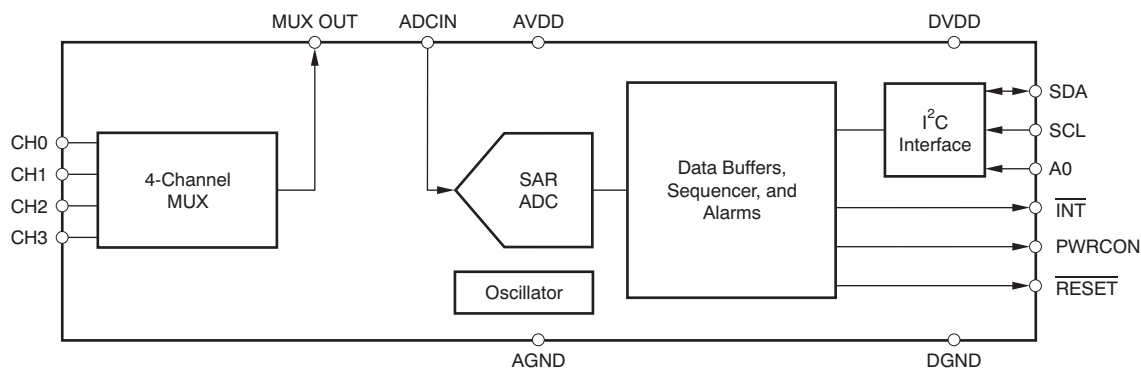 MUX OUT
ADCIN
AVDD
DVDD
CH0
CH1
CH2
CH3
4-Channel
MUX
SAR
ADC
Oscillator
Data Buffers,
Sequencer, and
Alarms
I²C
Interface
SDA
SCL
A0
INT
PWRCON
RESET
AGND
DGND